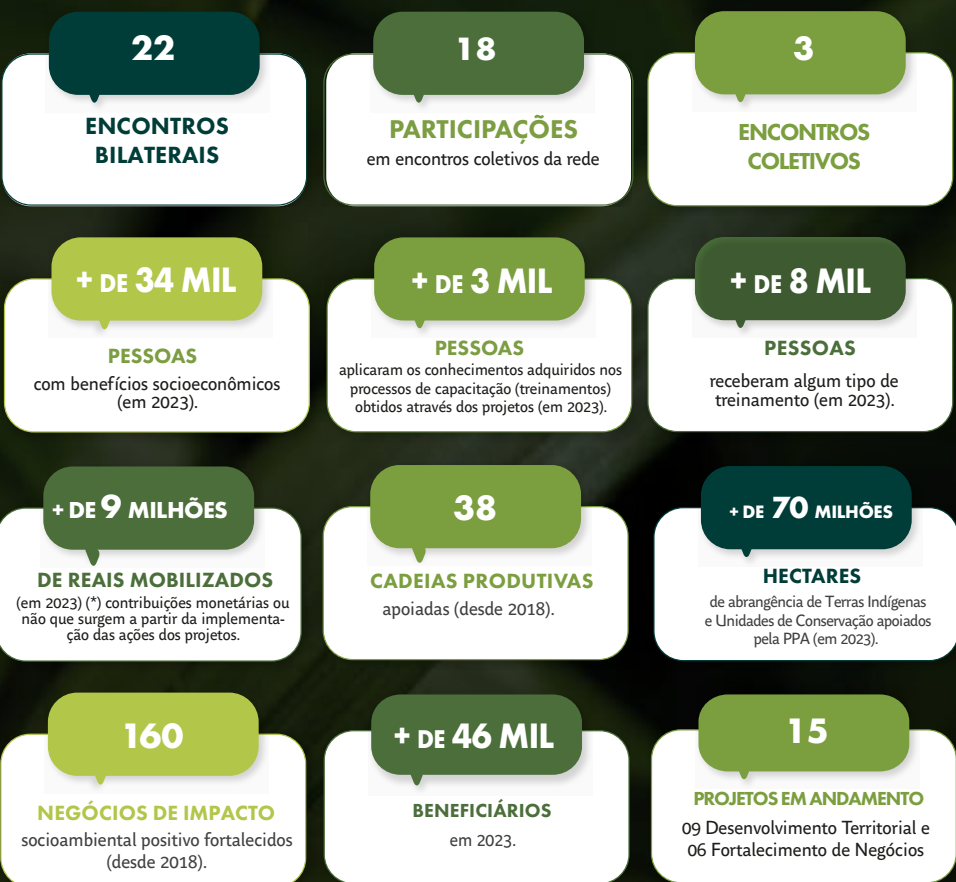 22
ENCONTROS
BILATERAIS
18
PARTICIPAÇÕES
em encontros coletivos da rede
3
ENCONTROS
COLETIVOS
+ DE 34 MIL
PESSOAS
com benefícios socioeconômicos
(em 2023).
+ DE 3 MIL
PESSOAS
aplicaram os conhecimentos adquiridos nos
processos de capacitação (treinamentos)
obtidos através dos projetos (em 2023).
+ DE 8 MIL
PESSOAS
receberam algum tipo de
treinamento (em 2023).
+ DE 9 MILHÕES
DE REAIS MOBILIZADOS
(em 2023) (*) contribuições monetárias ou
não que surgem a partir da implementa-
ção das ações dos projetos.
38
CADEIAS PRODUTIVAS
apoiadas (desde 2018).
+ DE 70 MILHÕES
HECTARES
de abrangência de Terras Indígenas
e Unidades de Conservação apoiados
pela PPA (em 2023).
160
NEGÓCIOS DE IMPACTO
socioambiental positivo fortalecidos
(desde 2018).
+ DE 46 MIL
BENEFICIÁRIOS
em 2023.
15
PROJETOS EM ANDAMENTO
09 Desenvolvimento Territorial e
06 Fortalecimento de Negócios